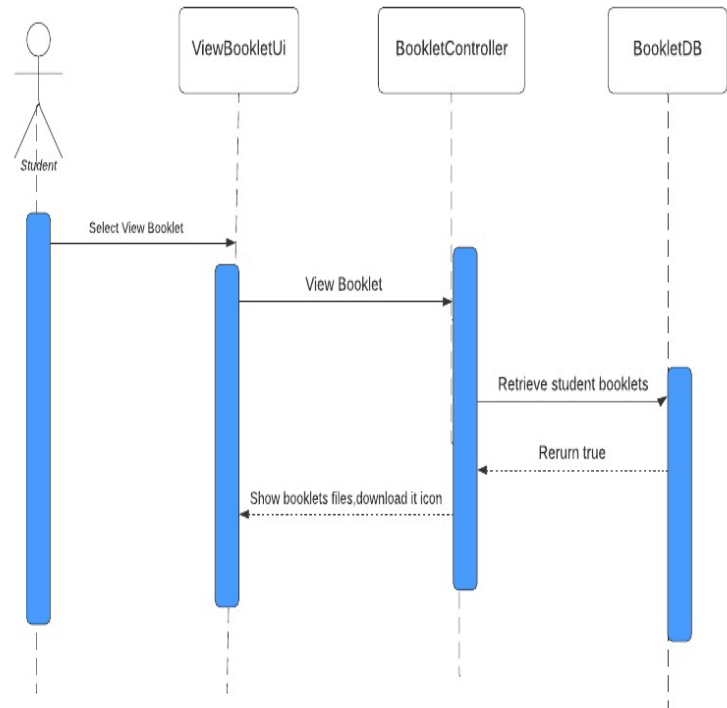 ViewBookletUi
BookletController
BookletDB
Student
Select View Booklet
View Booklet
Retrieve student booklets
Rerurn true
Show booklets files,download it icon